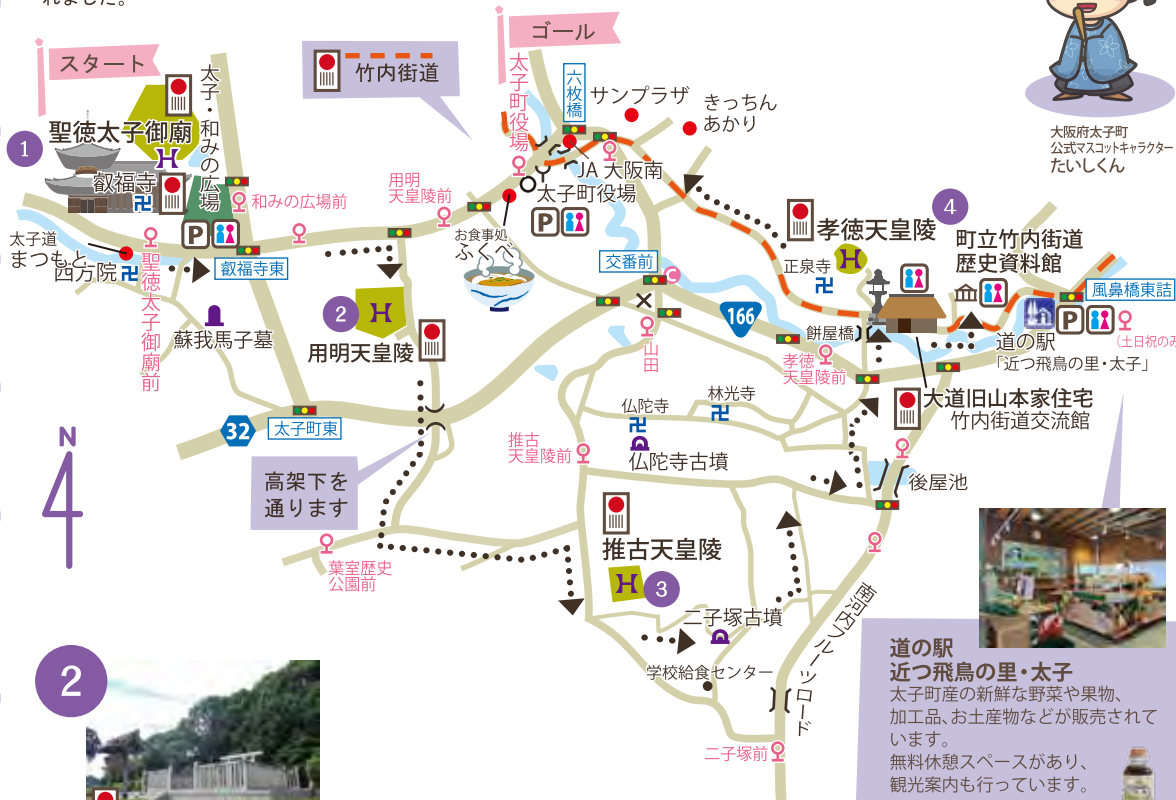 れました。
スタート
ゴール
竹内街道
太子町役場
六枚橋
サンプラザ
きっちん
あかり
大阪府太子町
公式マスコットキャラクター
たいしくん
1
聖徳太子御廟
太子・和みの広場
叡福寺
和みの広場前
用明
天皇陵前
JA 大阪南
太子町役場
P
お食事処
ふくべ
太子道
まつもと
西方院
聖徳太子御廟前
P
叡福寺東
蘇我馬子墓
2
用明天皇陵
交番前
山田
166
孝徳天皇陵
4
正泉寺
町立竹内街道
歴史資料館
風鼻橋東詰
P
(土日祝のみ
道の駅
「近つ飛鳥の里・太子」
餅屋橋
孝徳
天皇陵前
大道旧山本家住宅
竹内街道交流館
32
太子町東
N
高架下を
通ります
推古
天皇陵前
仏陀寺
林光寺
仏陀寺古墳
後屋池
葉室歴史
公園前
推古天皇陵
3
二子塚古墳
学校給食センター
南河内フルーツロード
二子塚前
2
道の駅
近つ飛鳥の里・太子
太子町産の新鮮な野菜や果物、
加工品、お土産物などが販売されて
います。
無料休憩スペースがあり、
観光案内も行っています。